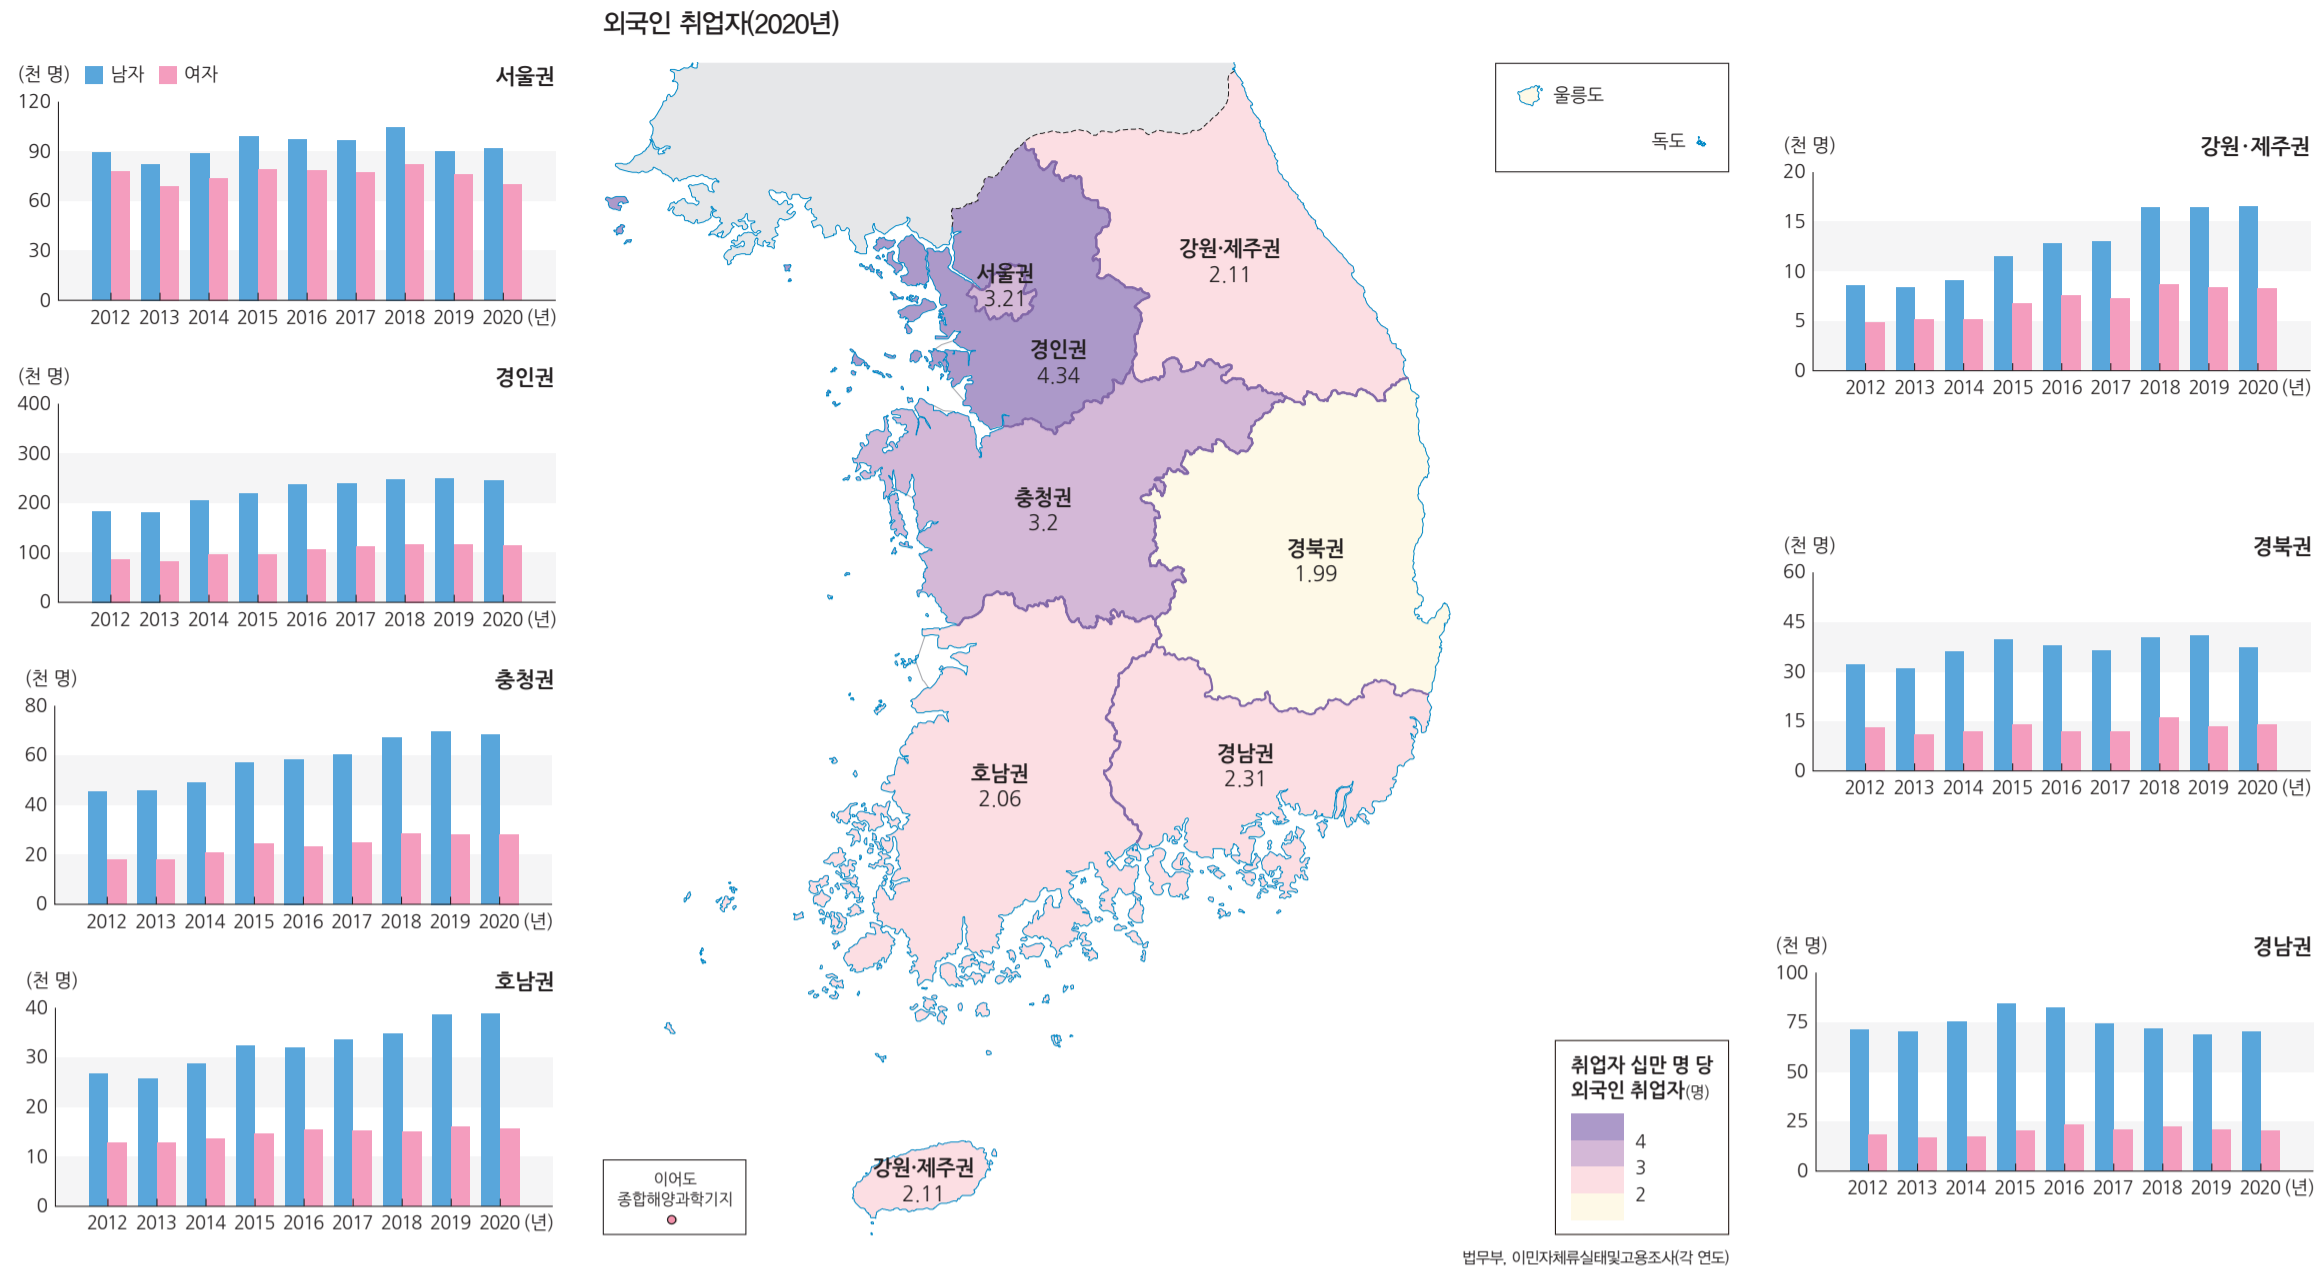 외국인 취업자(2020년)
(천 명) 남자 여자 서울권
120
90
60
30
0
2012 2013 2014 2015 2016 2017 2018 2019 2020 (년)
(천 명) 경인권
400
300
200
100
0
2012 2013 2014 2015 2016 2017 2018 2019 2020 (년)
(천 명) 충청권
80
60
40
20
0
2012 2013 2014 2015 2016 2017 2018 2019 2020 (년)
(천 명) 호남권
40
30
20
10
0
2012 2013 2014 2015 2016 2017 2018 2019 2020 (년)
울릉도
독도
강원·제주권
2.11
서울권
3.21
경인권
4.34
충청권
3.2
경북권
1.99
경남권
2.31
호남권
2.06
강원·제주권
2.11
이어도
종합해양과학기지
취업자 십만 명 당
외국인 취업자(명)
4
3
2
법무부, 이민자체류실태및고용조사(각 연도)
(천 명) 강원·제주권
20
15
10
5
0
2012 2013 2014 2015 2016 2017 2018 2019 2020 (년)
(천 명) 경북권
60
45
30
15
0
2012 2013 2014 2015 2016 2017 2018 2019 2020 (년)
(천 명) 경남권
100
75
50
25
0
2012 2013 2014 2015 2016 2017 2018 2019 2020 (년)